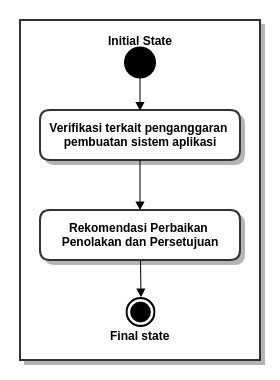 Initial State
Verifikasi terkait penganggaran
pembuatan sistem aplikasi
Rekomendasi Perbaikan
Penolakan dan Persetujuan
Final state